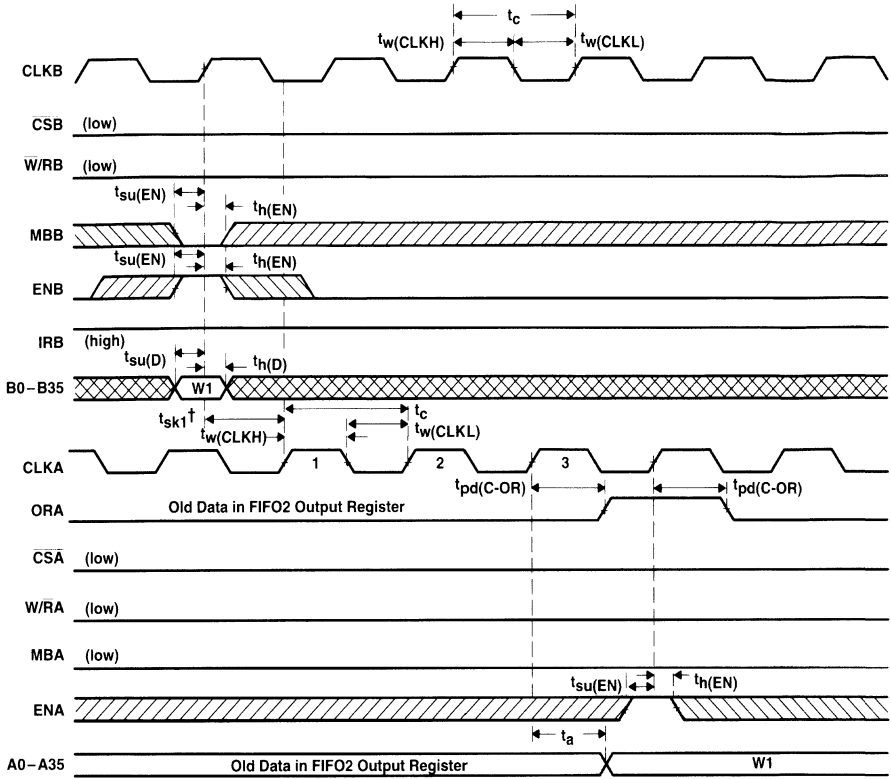 tc
tw(CLKH)
tw(CLKL)
CLKB
C̅S̅B (low)
W̅/RB (low)
tsu(EN)
th(EN)
MBB
tsu(EN)
th(EN)
ENB
IRB (high)
tsu(D)
th(D)
B0–B35 W1
tsk1†
tc
tw(CLKH)
tw(CLKL)
CLKA 1 2 3
tpd(C-OR)
tpd(C-OR)
ORA Old Data in FIFO2 Output Register
C̅S̅A̅ (low)
W/R̅A (low)
MBA (low)
tsu(EN)
th(EN)
ENA
ta
A0–A35 Old Data in FIFO2 Output Register W1